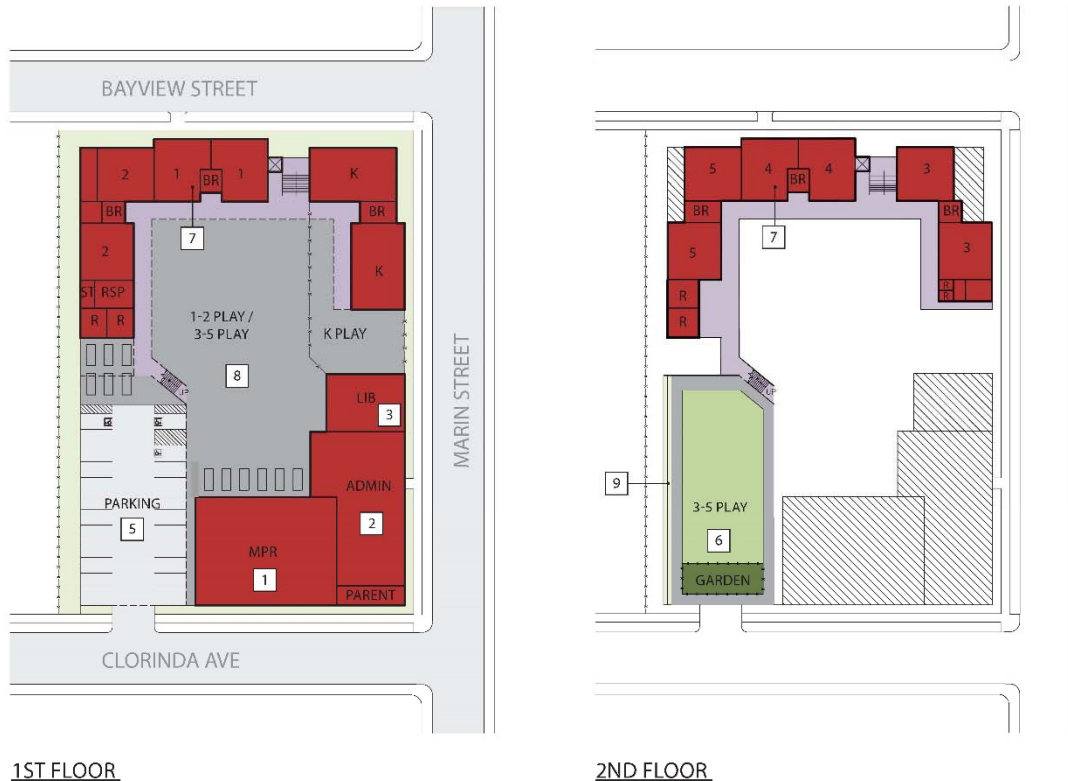 BAYVIEW STREET
2
1
1
K
BR
BR
BR
7
2
K
ST
RSP
R
R
1-2 PLAY /
3-5 PLAY
K PLAY
8
UP
LIB
3
MARIN STREET
ADMIN
2
PARKING
5
MPR
1
PARENT
CLORINDA AVE
1ST FLOOR
5
4
4
3
BR
BR
BR
7
5
3
R
R
R
R
UP
9
3-5 PLAY
6
GARDEN
2ND FLOOR